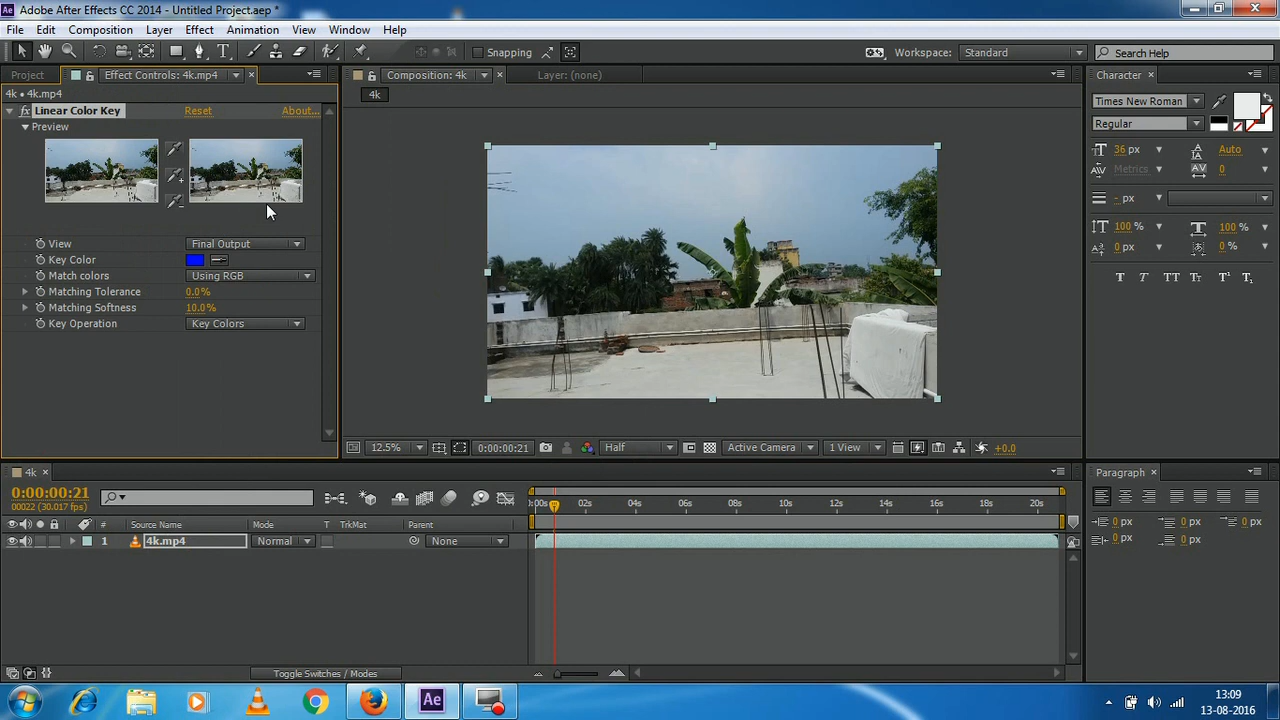 Adobe After Effects CC 2014 - Untitled Project.aep *
File Edit Composition Layer Effect Animation View Window Help
Snapping
Workspace: Standard
Search Help
Project Effect Controls: 4k.mp4
Composition: 4k
Layer: (none)
Character
4k • 4k.mp4
4k
Linear Color Key Reset About...
Preview
Times New Roman
Regular
36 px Auto
Metrics 0
- px
100 % 100 %
0 px 0 %
T T TT Tr T¹ T₁
View Final Output
Key Color
Match colors Using RGB
Matching Tolerance 0.0%
Matching Softness 10.0%
Key Operation Key Colors
12.5% 0:00:00:21 Half Active Camera 1 View +0.0
4k
Paragraph
0:00:00:21
00022 (30.017 fps)
:00s 02s 04s 06s 08s 10s 12s 14s 16s 18s 20s
# Source Name Mode T TrkMat Parent
1 4k.mp4 Normal None
0 px 0 px 0 px
0 px 0 px
Toggle Switches / Modes
Ae
13:09
13-08-2016